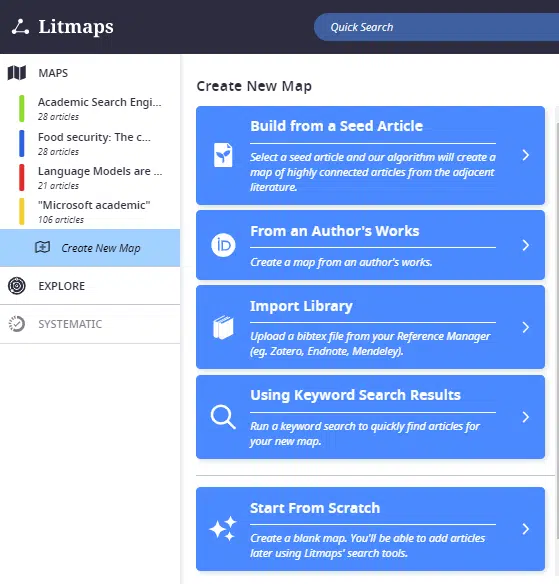 Litmaps
Quick Search
MAPS
Academic Search Engi...
28 articles
Food security: The c...
28 articles
Language Models are ...
21 articles
"Microsoft academic"
106 articles
Create New Map
EXPLORE
SYSTEMATIC
Create New Map
Build from a Seed Article
Select a seed article and our algorithm will create a
map of highly connected articles from the adjacent
literature.
From an Author's Works
Create a map from an author's works.
Import Library
Upload a bibtex file from your Reference Manager
(eg. Zotero, Endnote, Mendeley).
Using Keyword Search Results
Run a keyword search to quickly find articles for
your new map.
Start From Scratch
Create a blank map. You'll be able to add articles
later using Litmaps' search tools.